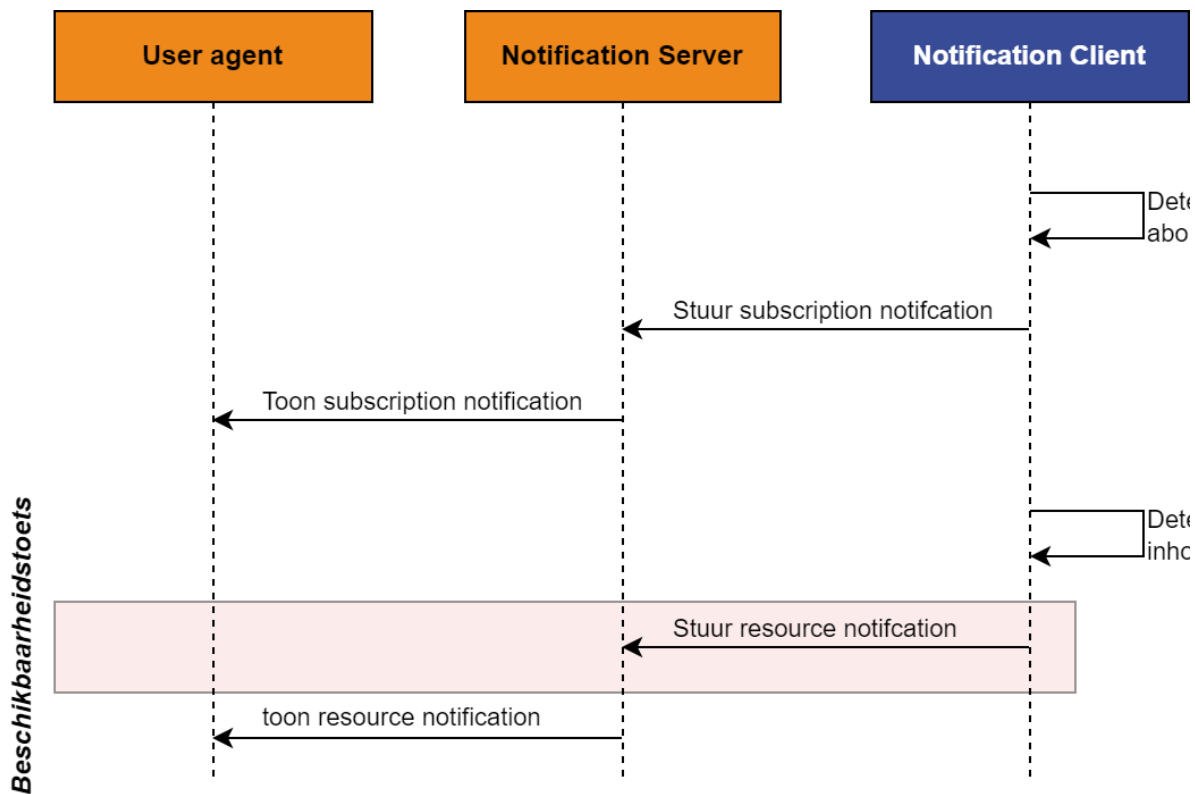 User agent
Notification Server
Notification Client
Stuur subscription notifcation
Toon subscription notification
Beschikbaarheidstoets
Stuur resource notifcation
toon resource notification